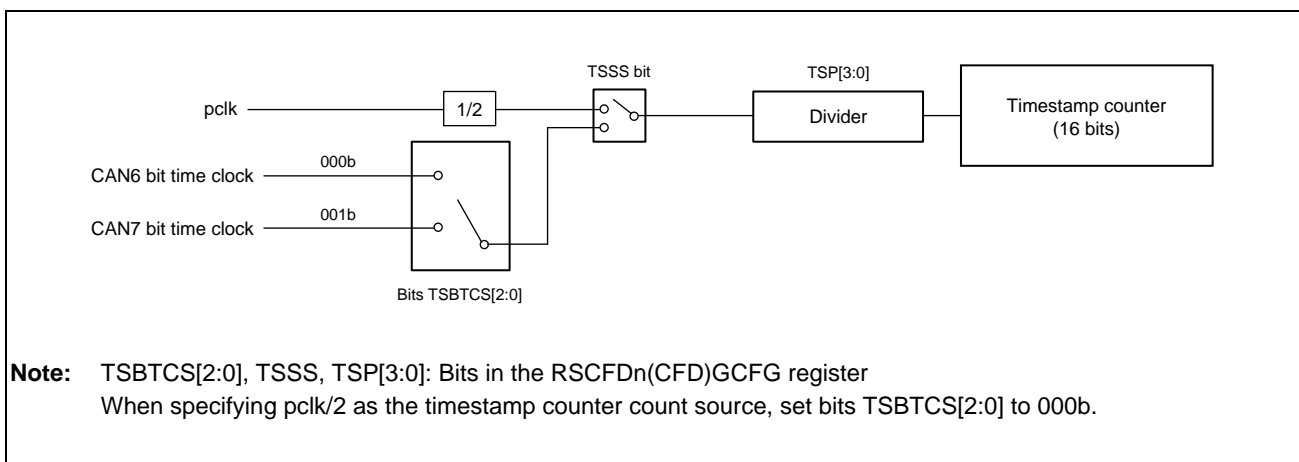 TSSS bit
TSP[3:0]
pclk
1/2
Divider
Timestamp counter
(16 bits)
CAN6 bit time clock
000b
CAN7 bit time clock
001b
Bits TSBTCS[2:0]
Note: TSBTCS[2:0], TSSS, TSP[3:0]: Bits in the RSCFDn(CFD)GCFG register
When specifying pclk/2 as the timestamp counter count source, set bits TSBTCS[2:0] to 000b.